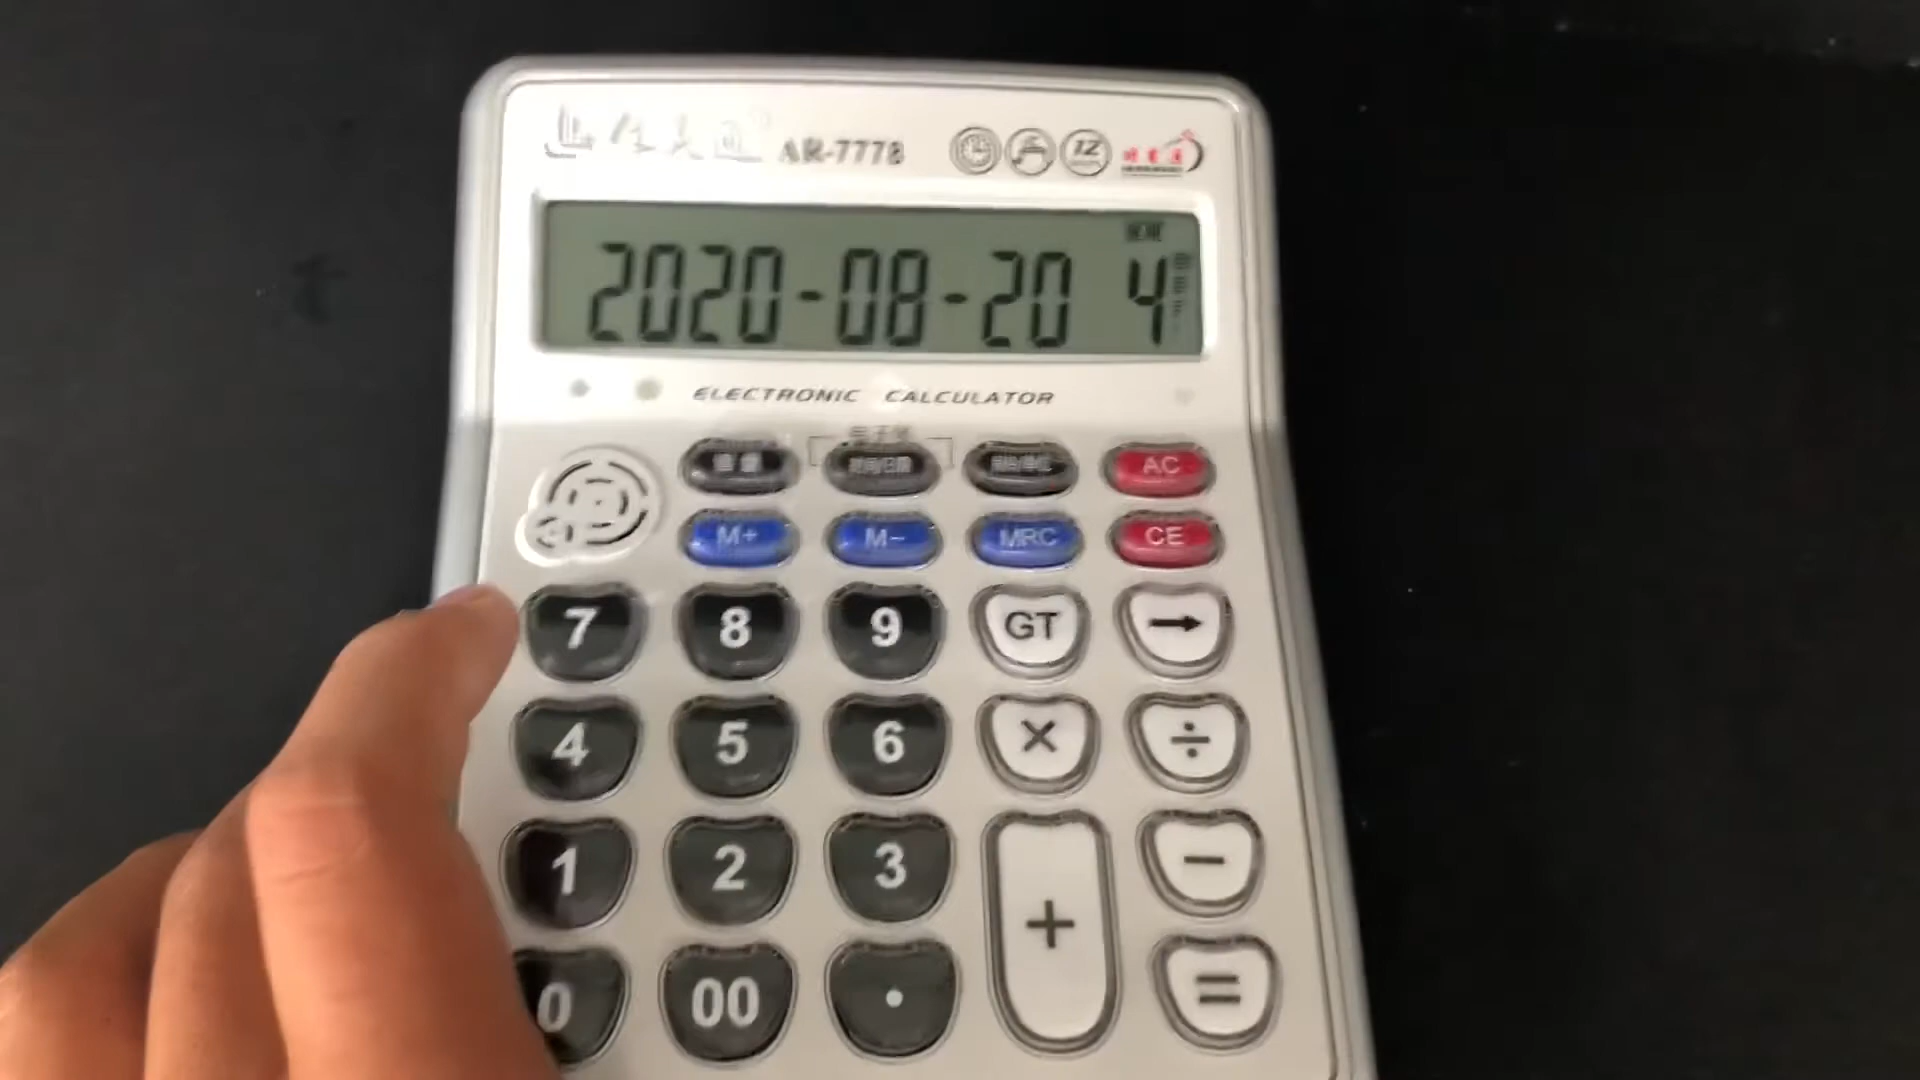 AR-7778
12
2020-08-20 4
ELECTRONIC CALCULATOR
AC
M+ M- MRC CE
7 8 9 GT →
4 5 6 × ÷
1 2 3 + −
0 00 • =